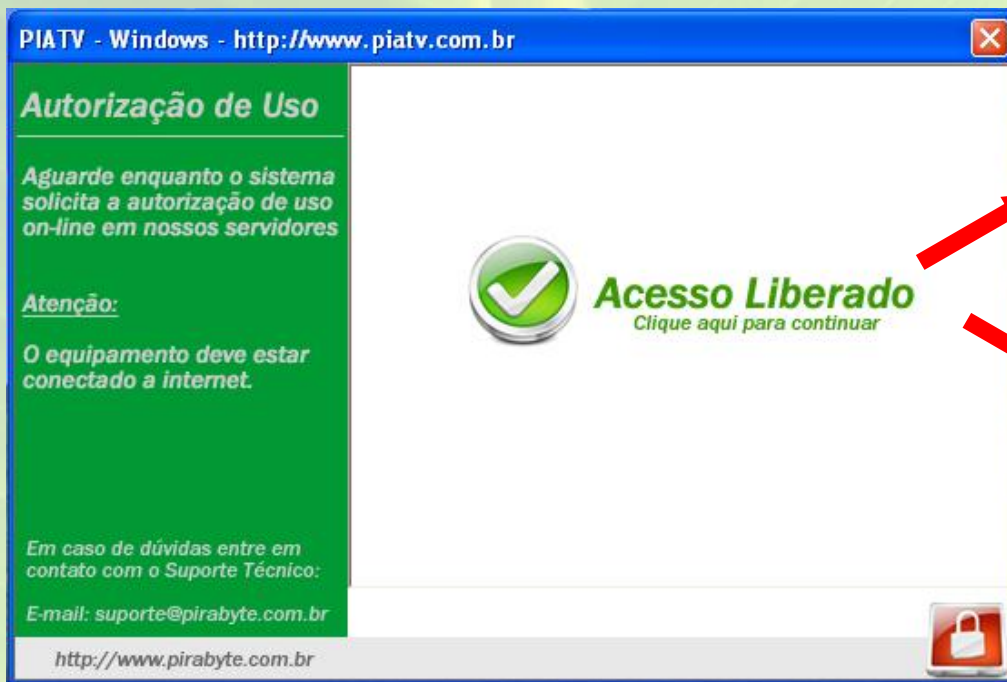 PIATV - Windows - http://www.piatv.com.br
Autorização de Uso
Aguarde enquanto o sistema
solicita a autorização de uso
on-line em nossos servidores
Atenção:
O equipamento deve estar
conectado a internet.
Em caso de dúvidas entre em
contato com o Suporte Técnico:
E-mail: suporte@pirabyte.com.br
http://www.pirabyte.com.br
Acesso Liberado
Clique aqui para continuar